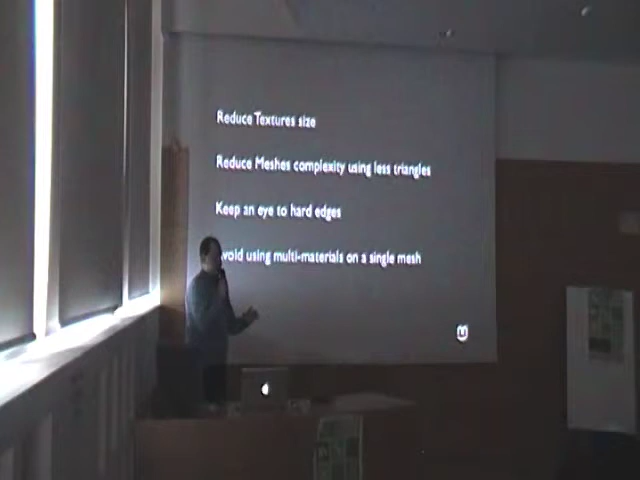 Reduce Textures size
Reduce Meshes complexity using less triangles
Keep an eye to hard edges
void using multi-materials on a single mesh